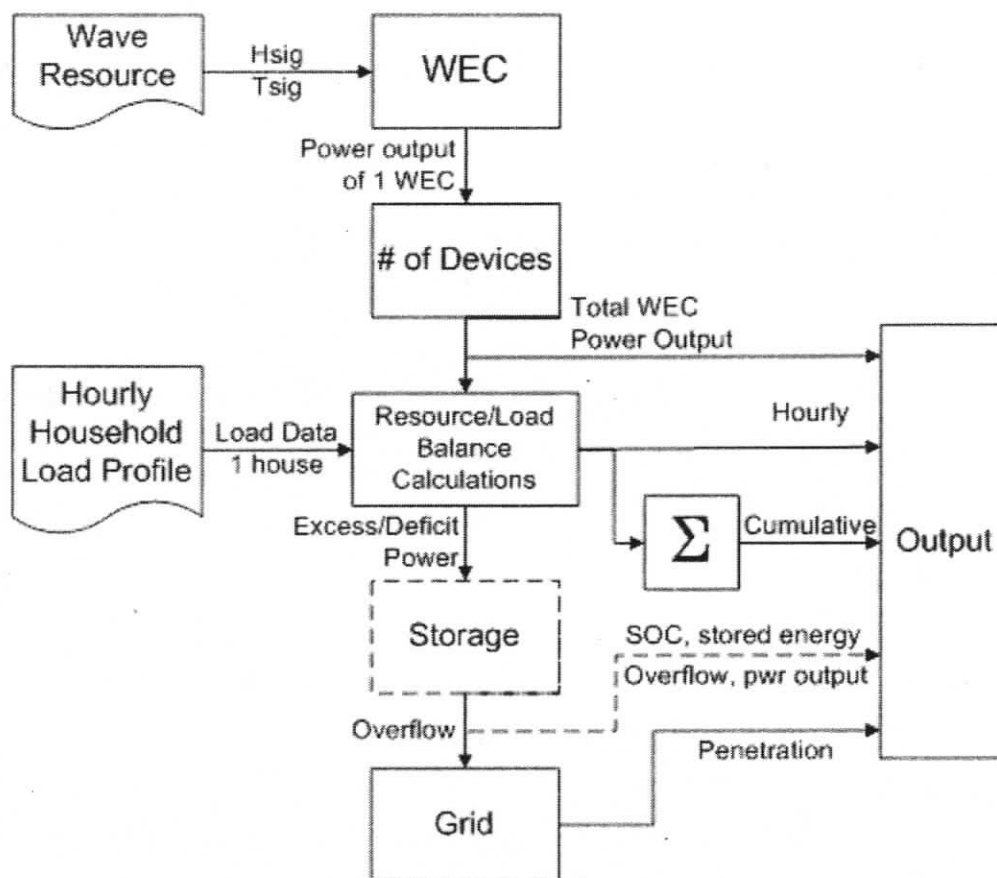 Wave
Resource
Hsig
Tsig
WEC
Power output
of 1 WEC
# of Devices
Total WEC
Power Output
Hourly
Household
Load Profile
Load Data
1 house
Resource/Load
Balance
Calculations
Hourly
Σ
Cumulative
Output
Excess/Deficit
Power
Storage
SOC, stored energy
Overflow, pwr output
Overflow
Penetration
Grid